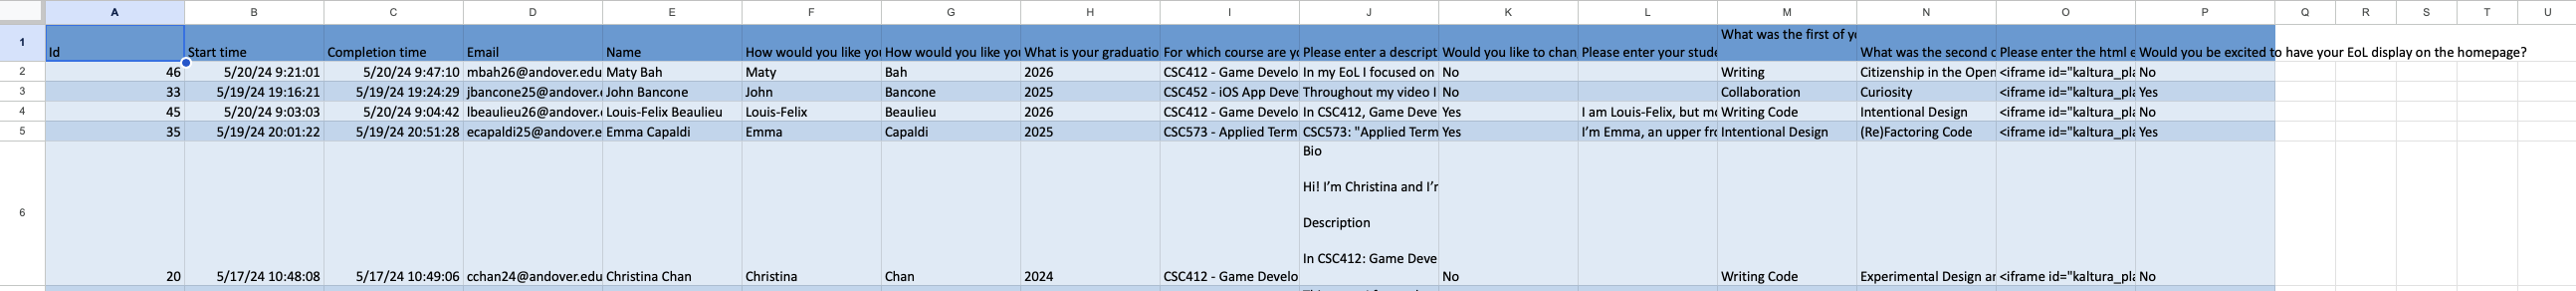 A B C D E F G H I J K L M N O P Q R S T U
1 Id Start time Completion time Email Name How would you like you How would you like you What is your graduatio For which course are yo Please enter a descript Would you like to chan Please enter your stude What was the first of yo What was the second o Please enter the html e Would you be excited to have your EoL display on the homepage?
2 46 5/20/24 9:21:01 5/20/24 9:47:10 mbah26@andover.edu Maty Bah Maty Bah 2026 CSC412 - Game Develo In my EoL I focused on No Writing Citizenship in the Open <iframe id="kaltura_pla No
3 33 5/19/24 19:16:21 5/19/24 19:24:29 jbancone25@andover. John Bancone John Bancone 2025 CSC452 - iOS App Deve Throughout my video I No Collaboration Curiosity <iframe id="kaltura_pla Yes
4 45 5/20/24 9:03:03 5/20/24 9:04:42 lbeaulieu26@andover. Louis-Felix Beaulieu Louis-Felix Beaulieu 2026 CSC412 - Game Develo In CSC412, Game Deve Yes I am Louis-Felix, but mo Writing Code Intentional Design <iframe id="kaltura_pla No
5 35 5/19/24 20:01:22 5/19/24 20:51:28 ecapaldi25@andover.e Emma Capaldi Emma Capaldi 2025 CSC573 - Applied Term CSC573: "Applied Term Yes I'm Emma, an upper fro Intentional Design (Re)Factoring Code <iframe id="kaltura_pla Yes
Bio
Hi! I'm Christina and I'm
6
Description
In CSC412: Game Deve
20 5/17/24 10:48:08 5/17/24 10:49:06 cchan24@andover.edu Christina Chan Christina Chan 2024 CSC412 - Game Develo No Writing Code Experimental Design an <iframe id="kaltura_pla No